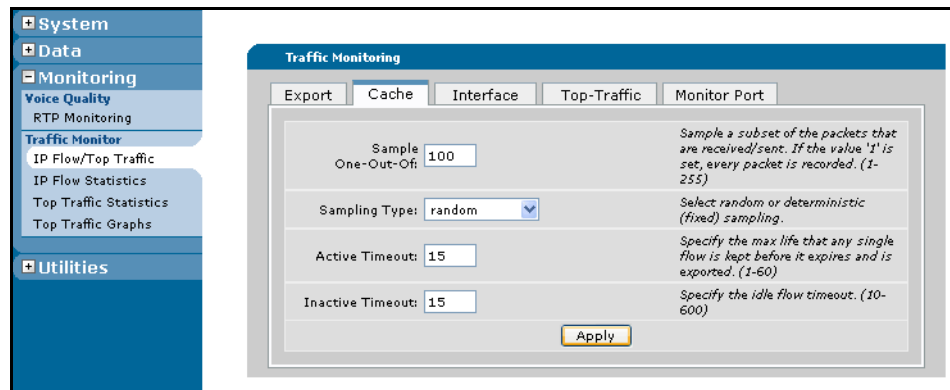 System
Data
Monitoring
Voice Quality
RTP Monitoring
Traffic Monitor
IP Flow/Top Traffic
IP Flow Statistics
Top Traffic Statistics
Top Traffic Graphs
Utilities
Traffic Monitoring
Export Cache Interface Top-Traffic Monitor Port
Sample
One-Out-Of: 100
Sample a subset of the packets that
are received/sent. If the value '1' is
set, every packet is recorded. (1-
255)
Sampling Type: random
Select random or deterministic
(fixed) sampling.
Active Timeout: 15
Specify the max life that any single
flow is kept before it expires and is
exported. (1-60)
Inactive Timeout: 15
Specify the idle flow timeout. (10-
600)
Apply